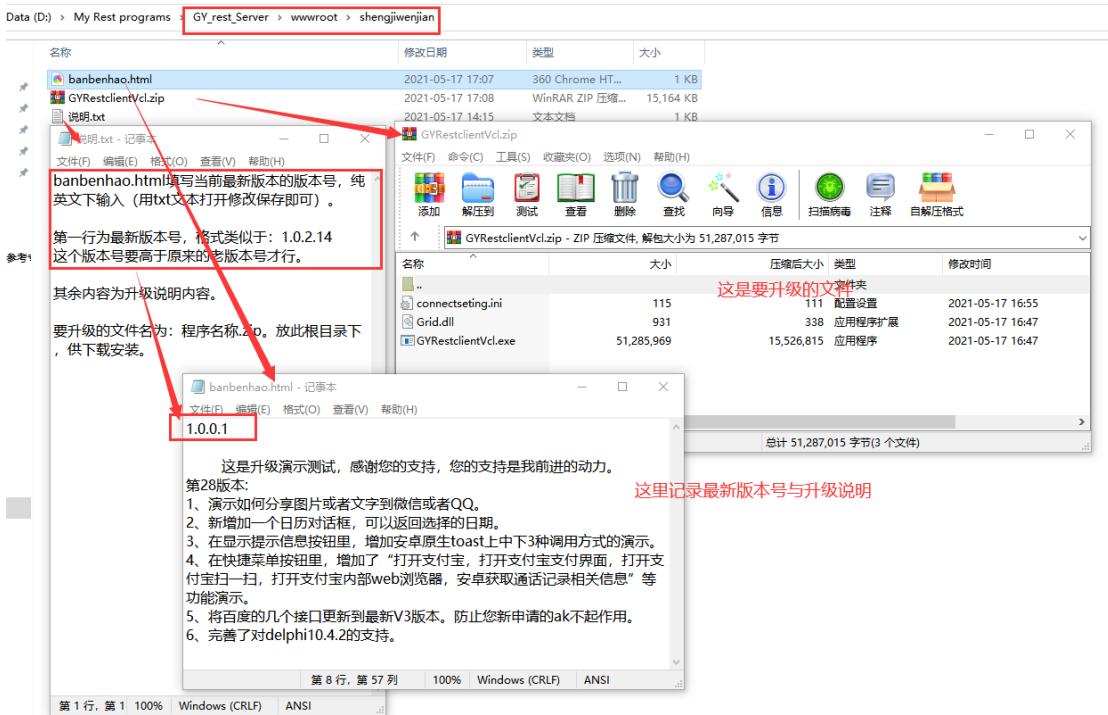 Data (D:) › My Rest programs › GY_rest_Server › wwwroot › shengjiwenjian
名称 修改日期 类型 大小
banbenhao.html 2021-05-17 17:07 360 Chrome HT... 1 KB
GYRestclientVcl.zip 2021-05-17 17:08 WinRAR ZIP 压缩... 15,164 KB
说明.txt 2021-05-17 14:15 文本文档 1 KB
说明.txt - 记事本
文件(F) 编辑(E) 格式(O) 查看(V) 帮助(H)
banbenhao.html填写当前最新版本的版本号，纯
英文下输入（用txt文本打开修改保存即可）。
第一行为最新版本号，格式类似于：1.0.2.14
这个版本号要高于原来的老版本号才行。
其余内容为升级说明内容。
要升级的文件名为：程序名称.zip。放此根目录下
，供下载安装。
第 1 行，第 1 100% Windows (CRLF) ANSI
GYRestclientVcl.zip
文件(F) 命令(C) 工具(S) 收藏夹(O) 选项(N) 帮助(H)
添加 解压到 测试 查看 删除 查找 向导 信息 扫描病毒 注释 自解压格式
GYRestclientVcl.zip - ZIP 压缩文件, 解包大小为 51,287,015 字节
名称 大小 压缩后大小 类型 修改时间
.. 文件夹
这是要升级的文件
connectseting.ini 115 111 配置设置 2021-05-17 16:55
Grid.dll 931 338 应用程序扩展 2021-05-17 16:47
GYRestclientVcl.exe 51,285,969 15,526,815 应用程序 2021-05-17 16:47
总计 51,287,015 字节(3 个文件)
banbenhao.html - 记事本
文件(F) 编辑(E) 格式(O) 查看(V) 帮助(H)
1.0.0.1
这是升级演示测试，感谢您的支持，您的支持是我前进的动力。
第28版本:
1、演示如何分享图片或者文字到微信或者QQ。
2、新增加一个日历对话框，可以返回选择的日期。
3、在显示提示信息按钮里，增加安卓原生toast上中下3种调用方式的演示。
4、在快捷菜单按钮里，增加了“打开支付宝，打开支付宝支付界面，打开支
付宝扫一扫，打开支付宝内部web浏览器，安卓获取通话记录相关信息”等
功能演示。
5、将百度的几个接口更新到最新V3版本。防止您新申请的ak不起作用。
6、完善了对delphi10.4.2的支持。
第 8 行，第 57 列 100% Windows (CRLF) ANSI
这里记录最新版本号与升级说明